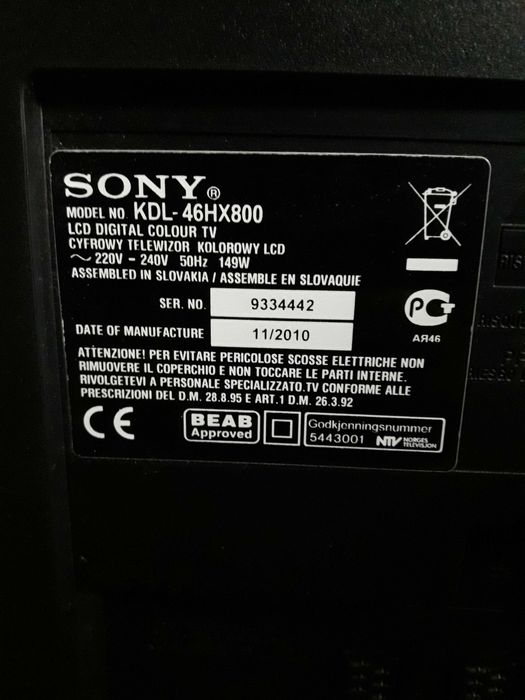 SONY®
MODEL NO. KDL-46HX800
LCD DIGITAL COLOUR TV
CYFROWY TELEWIZOR KOLOROWY LCD
~ 220V - 240V 50Hz 149W
ASSEMBLED IN SLOVAKIA / ASSEMBLE EN SLOVAQUIE
SER. NO. 9334442
DATE OF MANUFACTURE 11/2010
АЯ46
ATTENZIONE! PER EVITARE PERICOLOSE SCOSSE ELETTRICHE NON
RIMUOVERE IL COPERCHIO E NON TOCCARE LE PARTI INTERNE.
RIVOLGETEVI A PERSONALE SPECIALIZZATO.TV CONFORME ALLE
PRESCRIZIONI DEL D.M. 28.8.95 E ART.1 D.M. 26.3.92
CE
BEAB
Approved
Godkjenningsnummer
5443001 NTV NORGES TELEVISJON